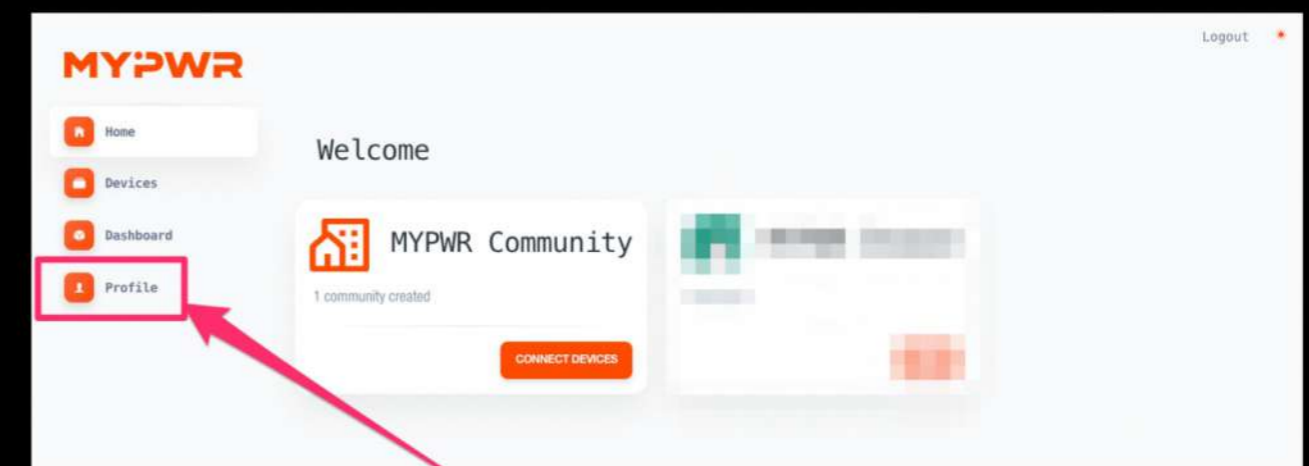 Logout
MYPWR
Home
Devices
Dashboard
Profile
Welcome
MYPWR Community
1 community created
CONNECT DEVICES